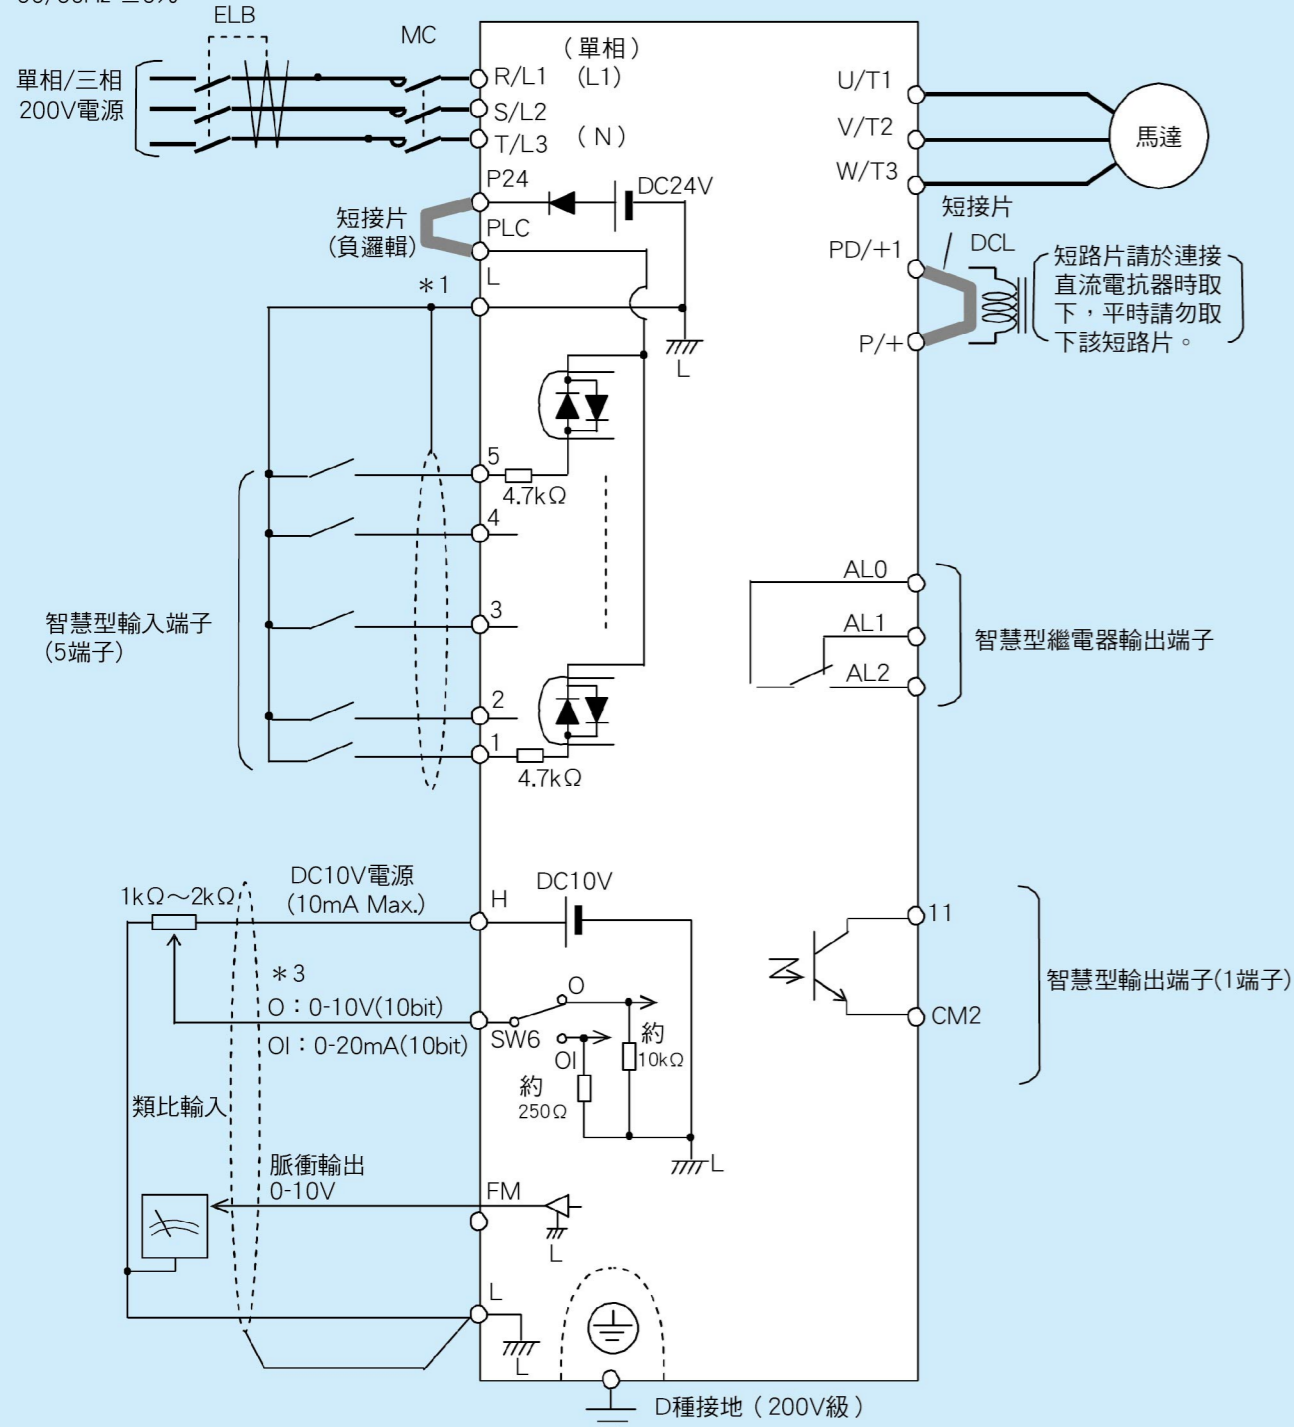 ELB
MC
單相/三相
200V電源
(單相)
R/L1 (L1)
S/L2
T/L3 (N)
U/T1
V/T2
W/T3
馬達
P24
DC24V
短接片
(負邏輯)
PLC
L
*1
L
短接片
PD/+1
DCL
P/+
短路片請於連接
直流電抗器時取
下,平時請勿取
下該短路片。
5
4.7kΩ
4
3
2
1
4.7kΩ
智慧型輸入端子
(5端子)
AL0
AL1
AL2
智慧型繼電器輸出端子
1kΩ~2kΩ
DC10V電源
(10mA Max.)
H
DC10V
*3
O:0-10V(10bit)
OI:0-20mA(10bit)
SW6
O
OI
約
10kΩ
約
250Ω
L
類比輸入
11
CM2
智慧型輸出端子(1端子)
脈衝輸出
0-10V
FM
L
L
L
D種接地(200V級)